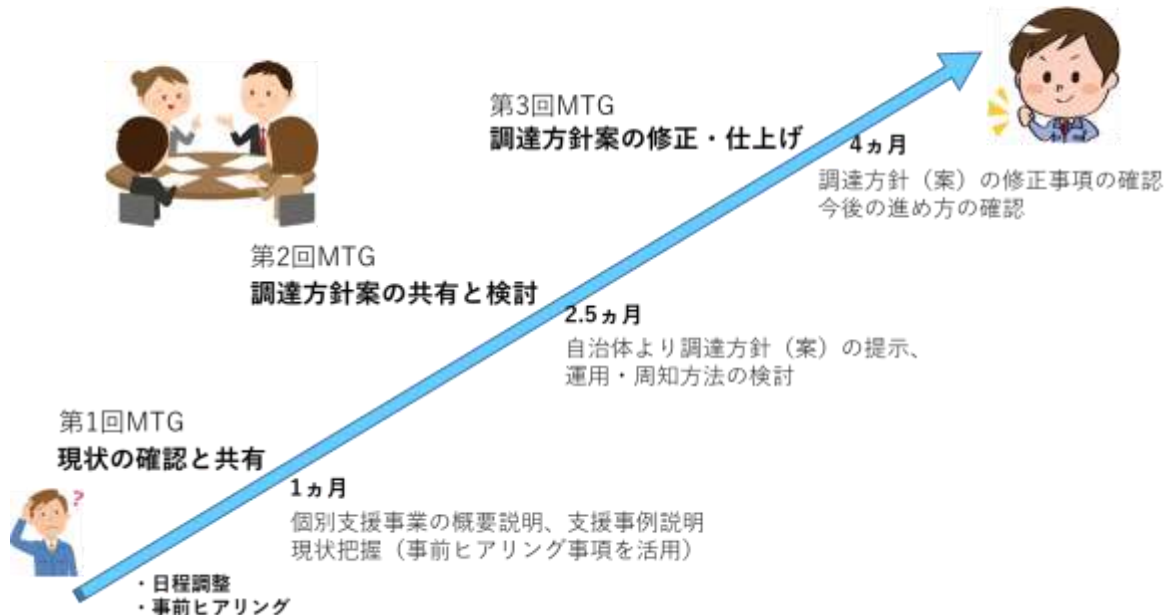 第3回MTG
調達方針案の修正・仕上げ
4ヵ月
調達方針（案）の修正事項の確認
今後の進め方の確認
第2回MTG
調達方針案の共有と検討
2.5ヵ月
自治体より調達方針（案）の提示、
運用・周知方法の検討
第1回MTG
現状の確認と共有
?
1ヵ月
個別支援事業の概要説明、支援事例説明
現状把握（事前ヒアリング事項を活用）
・日程調整
・事前ヒアリング